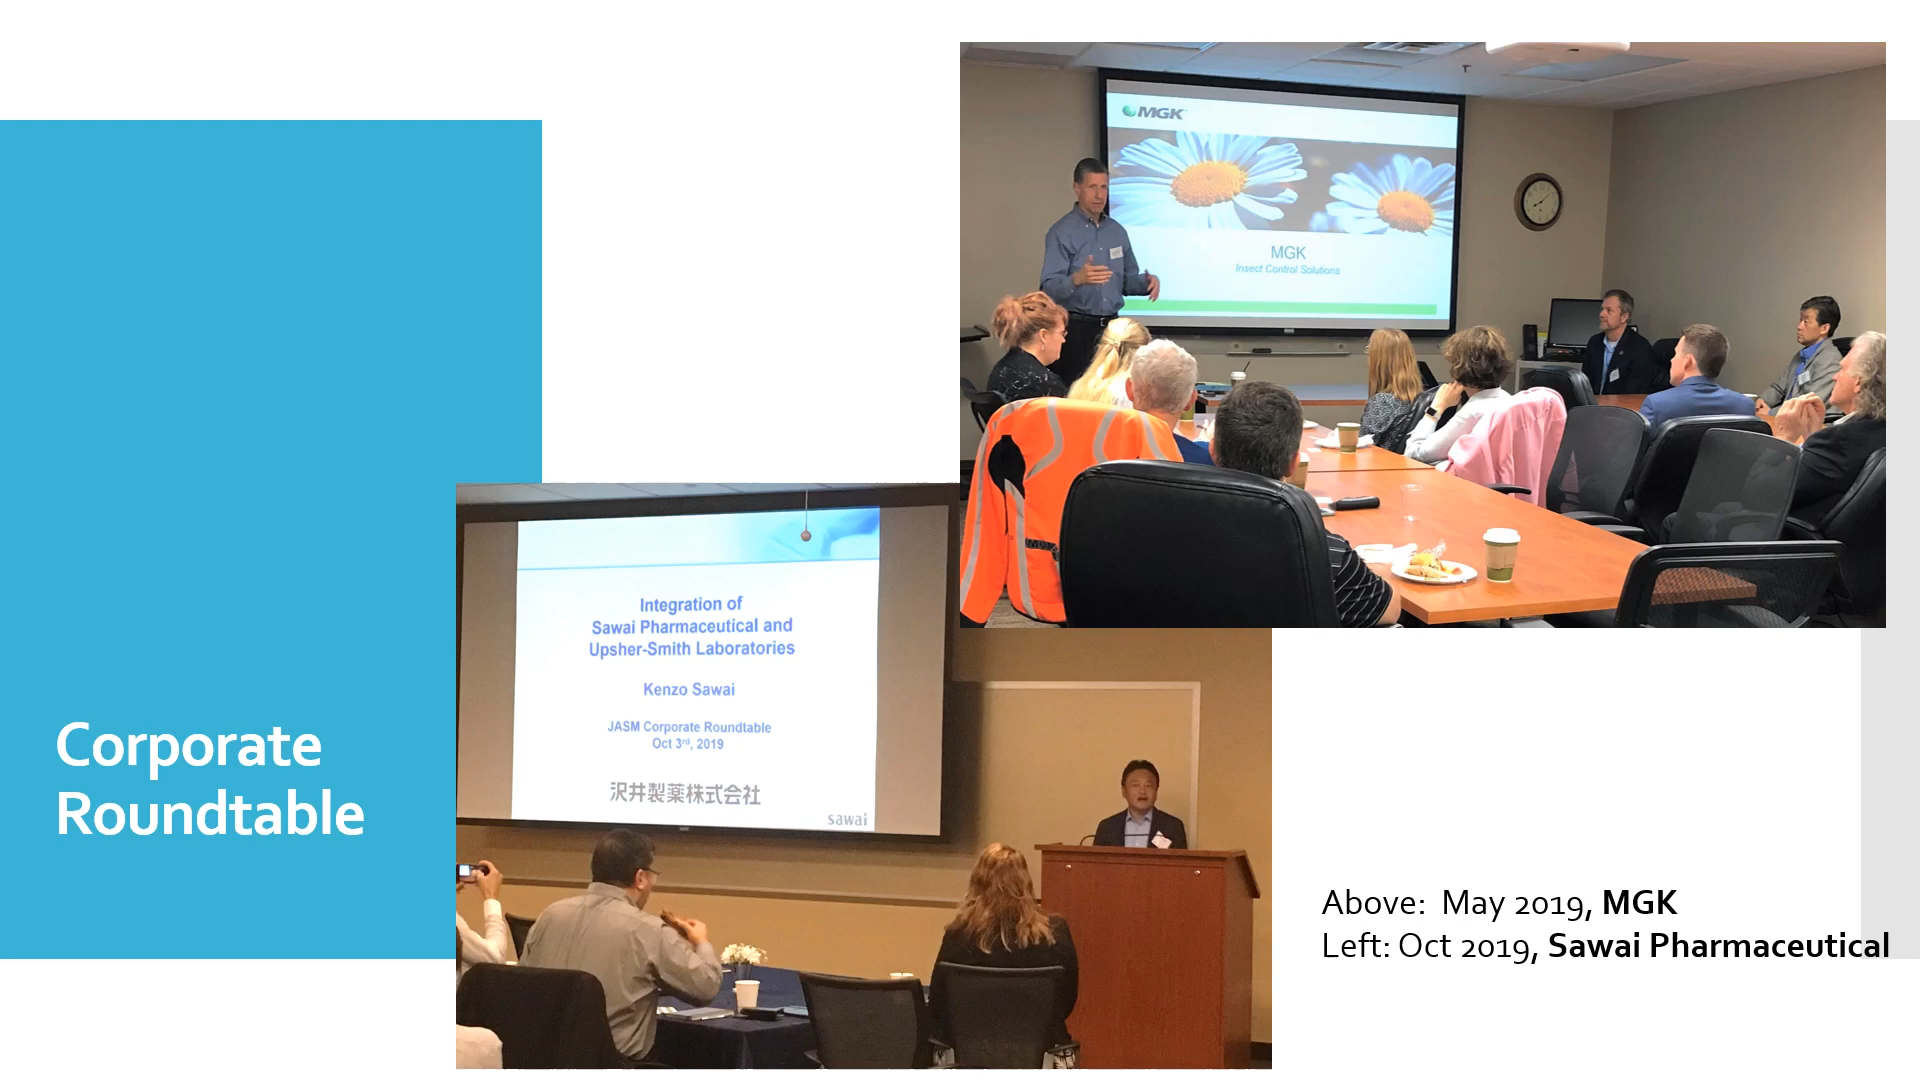 Corporate
Roundtable
MGK
MGK
Insect Control Solutions
Integration of
Sawai Pharmaceutical and
Upsher-Smith Laboratories
Kenzo Sawai
JASM Corporate Roundtable
Oct 3rd, 2019
沢井製薬株式会社
sawai
Above:  May 2019, MGK
Left: Oct 2019, Sawai Pharmaceutical